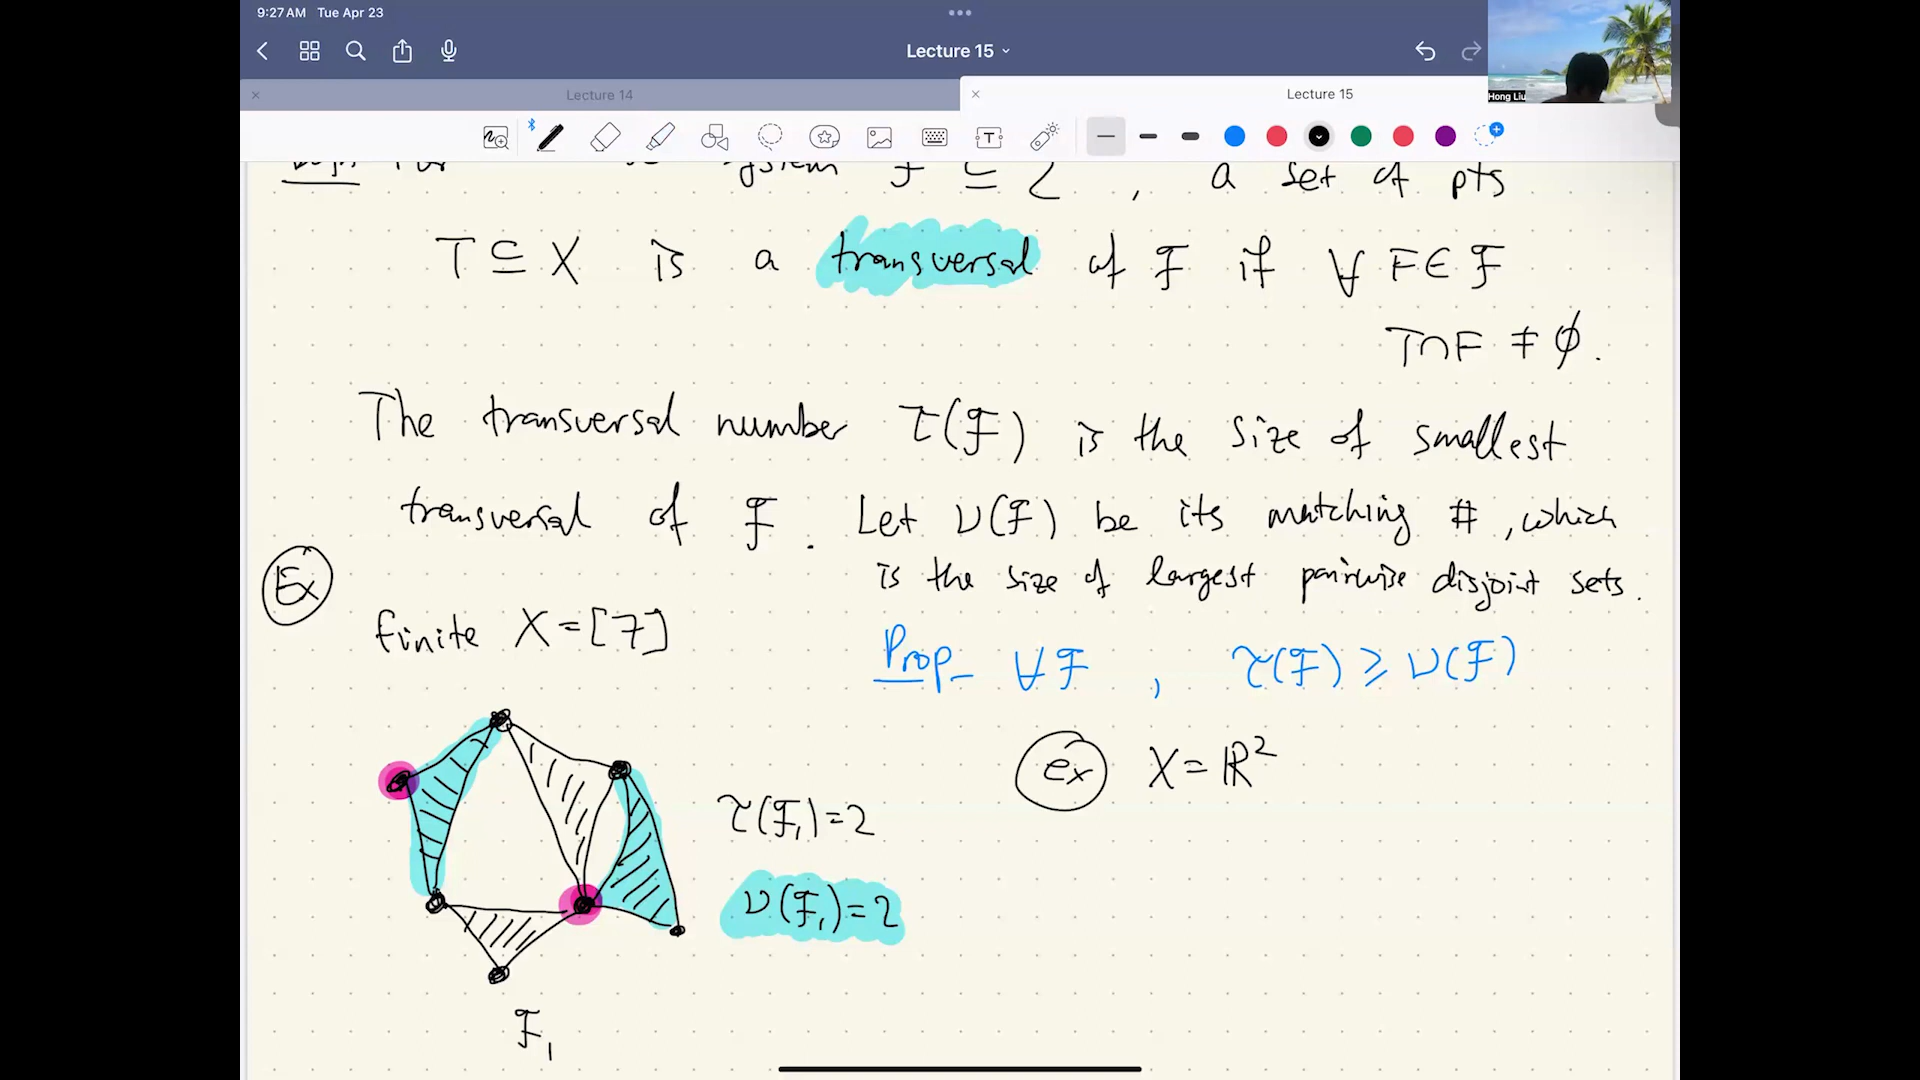 9:27 AM Tue Apr 23
Lecture 15
Lecture 14
Lecture 15
Hong Liu
system F ⊆ 2 , a set of pts
T ⊆ X is a transversal of F if ∀ F ∈ F
T∩F ≠ ∅.
The transversal number τ(F) is the size of smallest
transversal of F. Let ν(F) be its matching #, which
is the size of largest pairwise disjoint sets.
Ex
finite X = [7]
Prop ∀F, τ(F) ≥ ν(F)
ex X = ℝ²
τ(F₁) = 2
ν(F₁) = 2
F₁